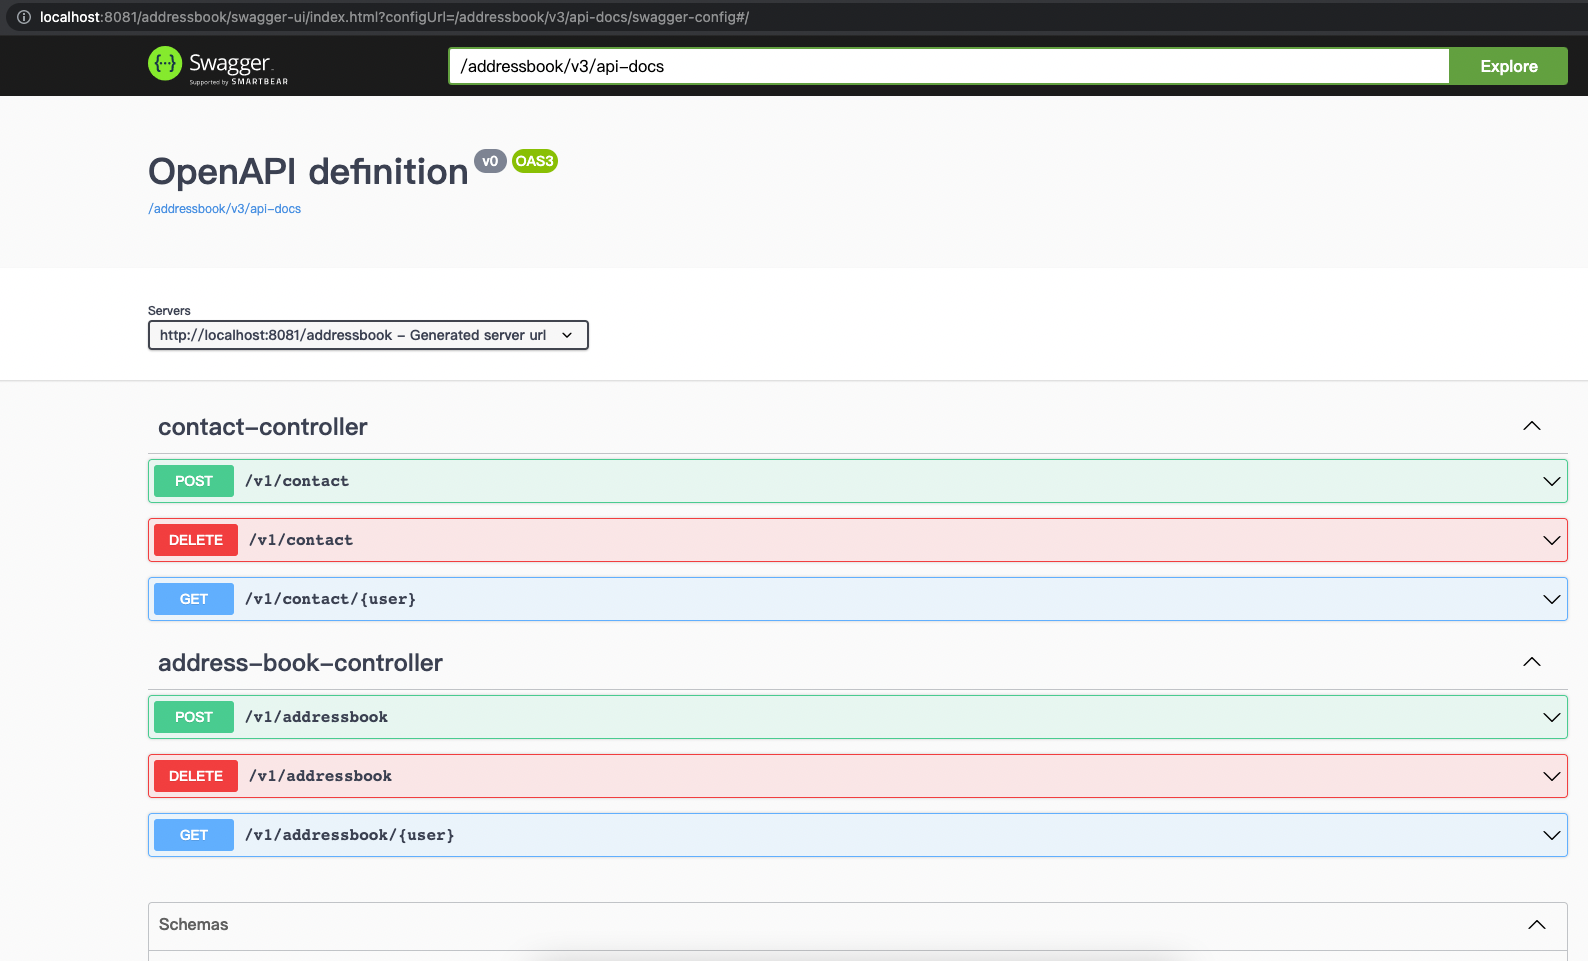 localhost:8081/addressbook/swagger-ui/index.html?configUrl=/addressbook/v3/api-docs/swagger-config#/
Swagger
Supported by SMARTBEAR
/addressbook/v3/api-docs
Explore
OpenAPI definition v0 OAS3
/addressbook/v3/api-docs
Servers
http://localhost:8081/addressbook - Generated server url
contact-controller
POST /v1/contact
DELETE /v1/contact
GET /v1/contact/{user}
address-book-controller
POST /v1/addressbook
DELETE /v1/addressbook
GET /v1/addressbook/{user}
Schemas